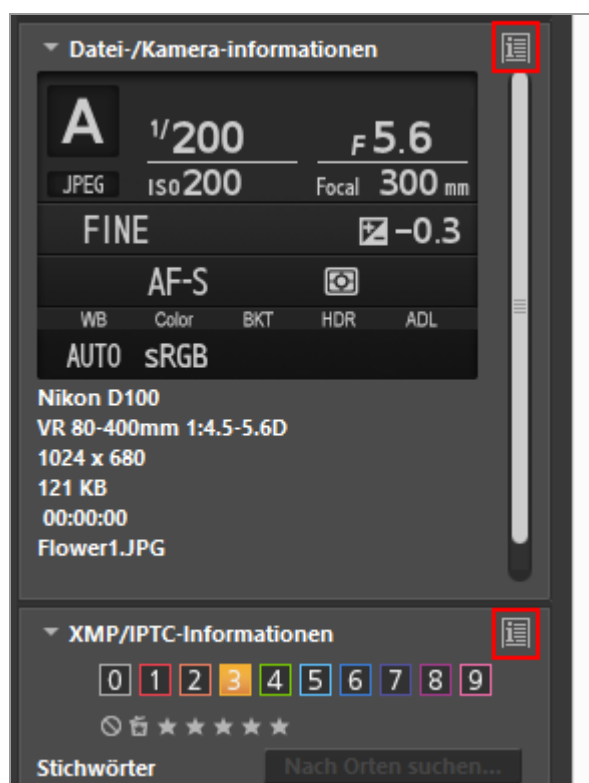 Datei-/Kamera-informationen
A
1/200
F5.6
JPEG
ISO200
Focal 300 mm
FINE
-0.3
AF-S
WB Color BKT HDR ADL
AUTO sRGB
Nikon D100
VR 80-400mm 1:4.5-5.6D
1024 x 680
121 KB
00:00:00
Flower1.JPG
XMP/IPTC-Informationen
0 1 2 3 4 5 6 7 8 9
Stichwörter
Nach Orten suchen...